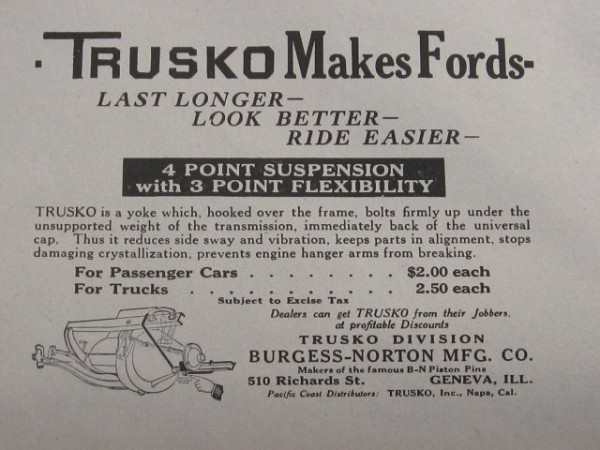 · TRUSKO Makes Fords-
LAST LONGER—
LOOK BETTER—
RIDE EASIER—
4 POINT SUSPENSION
with 3 POINT FLEXIBILITY
TRUSKO is a yoke which, hooked over the frame, bolts firmly up under the
unsupported weight of the transmission, immediately back of the universal
cap. Thus it reduces side sway and vibration, keeps parts in alignment, stops
damaging crystallization, prevents engine hanger arms from breaking.
For Passenger Cars . . . . . . . . $2.00 each
For Trucks . . . . . . . . . . . 2.50 each
Subject to Excise Tax
Dealers can get TRUSKO from their Jobbers,
at profitable Discounts
TRUSKO DIVISION
BURGESS-NORTON MFG. CO.
Makers of the famous B-N Piston Pins
510 Richards St. GENEVA, ILL.
Pacific Coast Distributers: TRUSKO, Inc., Napa, Cal.